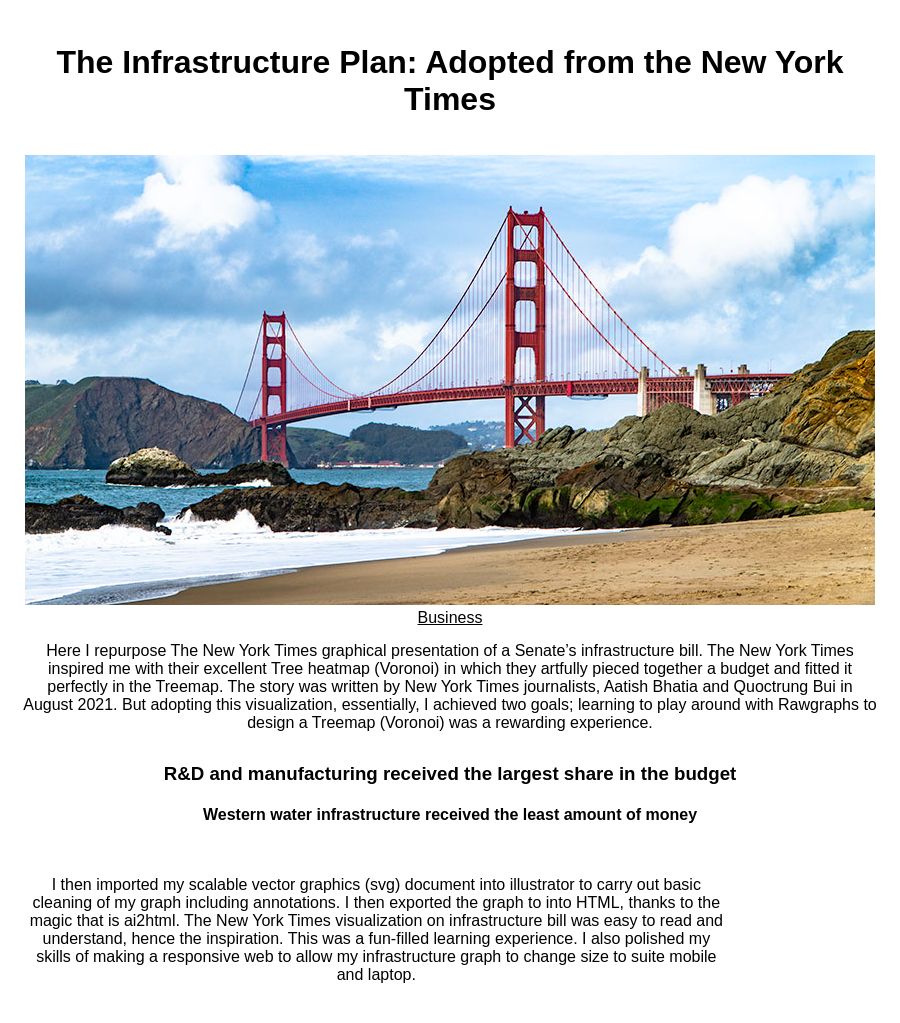 The Infrastructure Plan: Adopted from the New York
Times
Business
Here I repurpose The New York Times graphical presentation of a Senate’s infrastructure bill. The New York Times
inspired me with their excellent Tree heatmap (Voronoi) in which they artfully pieced together a budget and fitted it
perfectly in the Treemap. The story was written by New York Times journalists, Aatish Bhatia and Quoctrung Bui in
August 2021. But adopting this visualization, essentially, I achieved two goals; learning to play around with Rawgraphs to
design a Treemap (Voronoi) was a rewarding experience.
R&D and manufacturing received the largest share in the budget
Western water infrastructure received the least amount of money
I then imported my scalable vector graphics (svg) document into illustrator to carry out basic
cleaning of my graph including annotations. I then exported the graph to into HTML, thanks to the
magic that is ai2html. The New York Times visualization on infrastructure bill was easy to read and
understand, hence the inspiration. This was a fun-filled learning experience. I also polished my
skills of making a responsive web to allow my infrastructure graph to change size to suite mobile
and laptop.